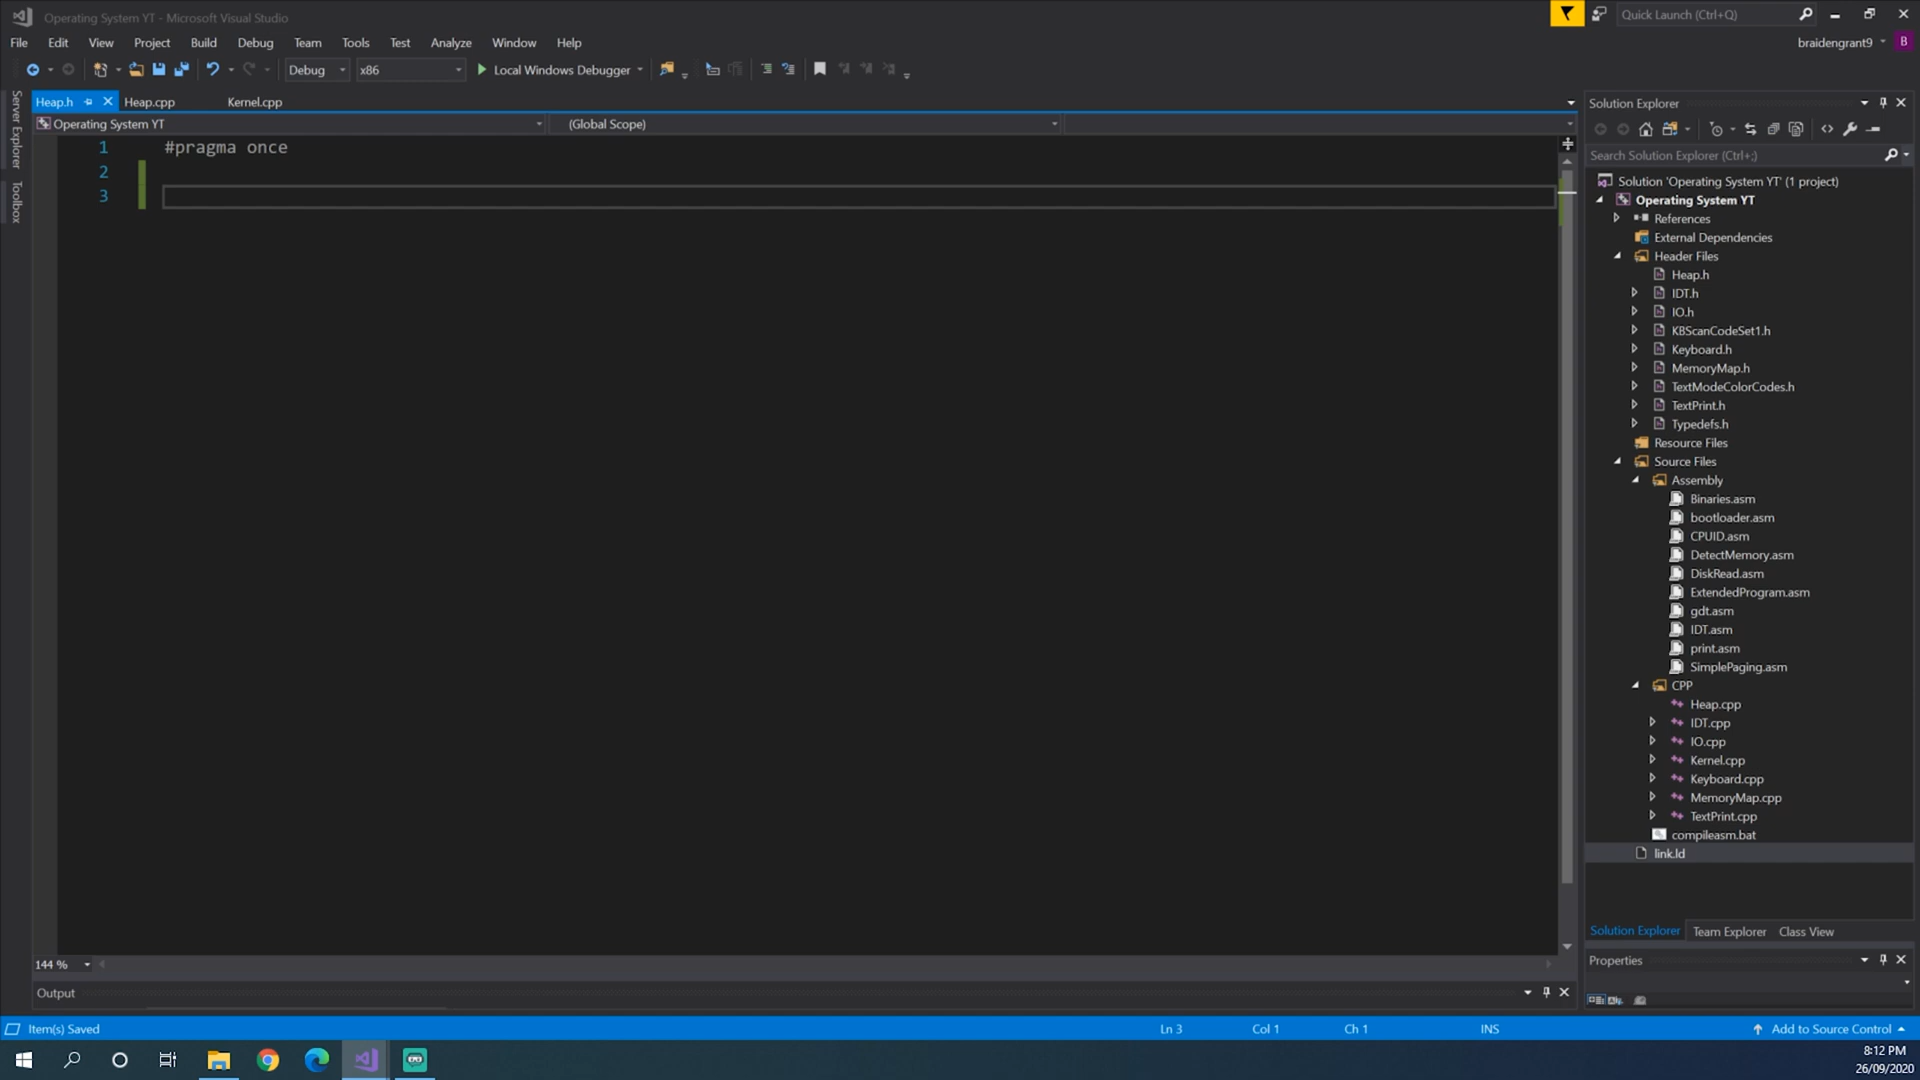 Operating System YT - Microsoft Visual Studio
Quick Launch (Ctrl+Q)
File Edit View Project Build Debug Team Tools Test Analyze Window Help
braidengrant9
B
Debug x86 Local Windows Debugger
Server Explorer
Toolbox
Heap.h Heap.cpp Kernel.cpp
Operating System YT (Global Scope)
1 #pragma once
2
3
144 %
Output
Solution Explorer
Search Solution Explorer (Ctrl+;)
Solution 'Operating System YT' (1 project)
Operating System YT
References
External Dependencies
Header Files
Heap.h
IDT.h
IO.h
KBScanCodeSet1.h
Keyboard.h
MemoryMap.h
TextModeColorCodes.h
TextPrint.h
Typedefs.h
Resource Files
Source Files
Assembly
Binaries.asm
bootloader.asm
CPUID.asm
DetectMemory.asm
DiskRead.asm
ExtendedProgram.asm
gdt.asm
IDT.asm
print.asm
SimplePaging.asm
CPP
Heap.cpp
IDT.cpp
IO.cpp
Kernel.cpp
Keyboard.cpp
MemoryMap.cpp
TextPrint.cpp
compileasm.bat
link.ld
Solution Explorer Team Explorer Class View
Properties
Item(s) Saved Ln 3 Col 1 Ch 1 INS Add to Source Control
8:12 PM
26/09/2020